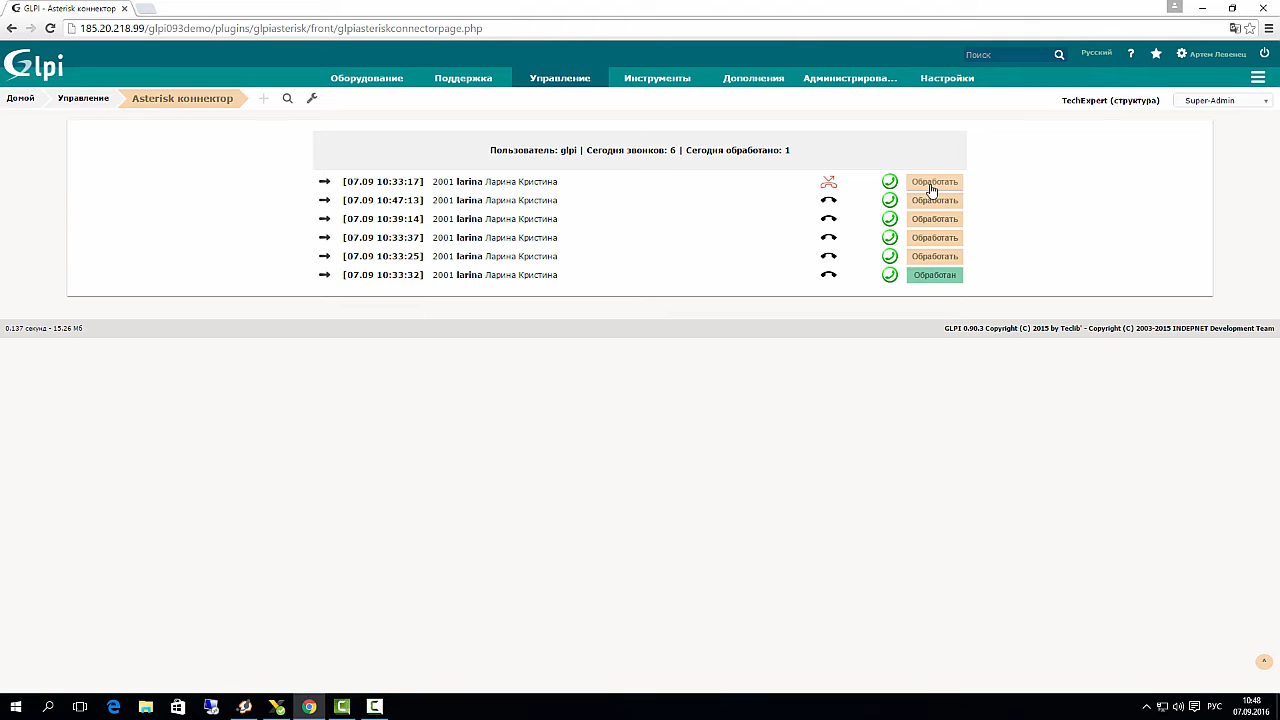 GLPI - Asterisk коннектор
185.20.218.99/glpi093demo/plugins/glpiasterisk/front/glpiasteriskconnectorpage.php
Glpi
Поиск
Русский
?
Артем Левенец
Оборудование Поддержка Управление Инструменты Дополнения Администрирова... Настройки
Домой Управление Asterisk коннектор
TechExpert (структура) Super-Admin
Пользователь: glpi | Сегодня звонков: 6 | Сегодня обработано: 1
[07.09 10:33:17] 2001 larina Ларина Кристина Обработать
[07.09 10:47:13] 2001 larina Ларина Кристина Обработать
[07.09 10:39:14] 2001 larina Ларина Кристина Обработать
[07.09 10:33:37] 2001 larina Ларина Кристина Обработать
[07.09 10:33:25] 2001 larina Ларина Кристина Обработать
[07.09 10:33:32] 2001 larina Ларина Кристина Обработан
0.137 секунд - 15.26 Мб
GLPI 0.90.3 Copyright (C) 2015 by Teclib' - Copyright (C) 2003-2015 INDEPNET Development Team
РУС
10:48
07.09.2016